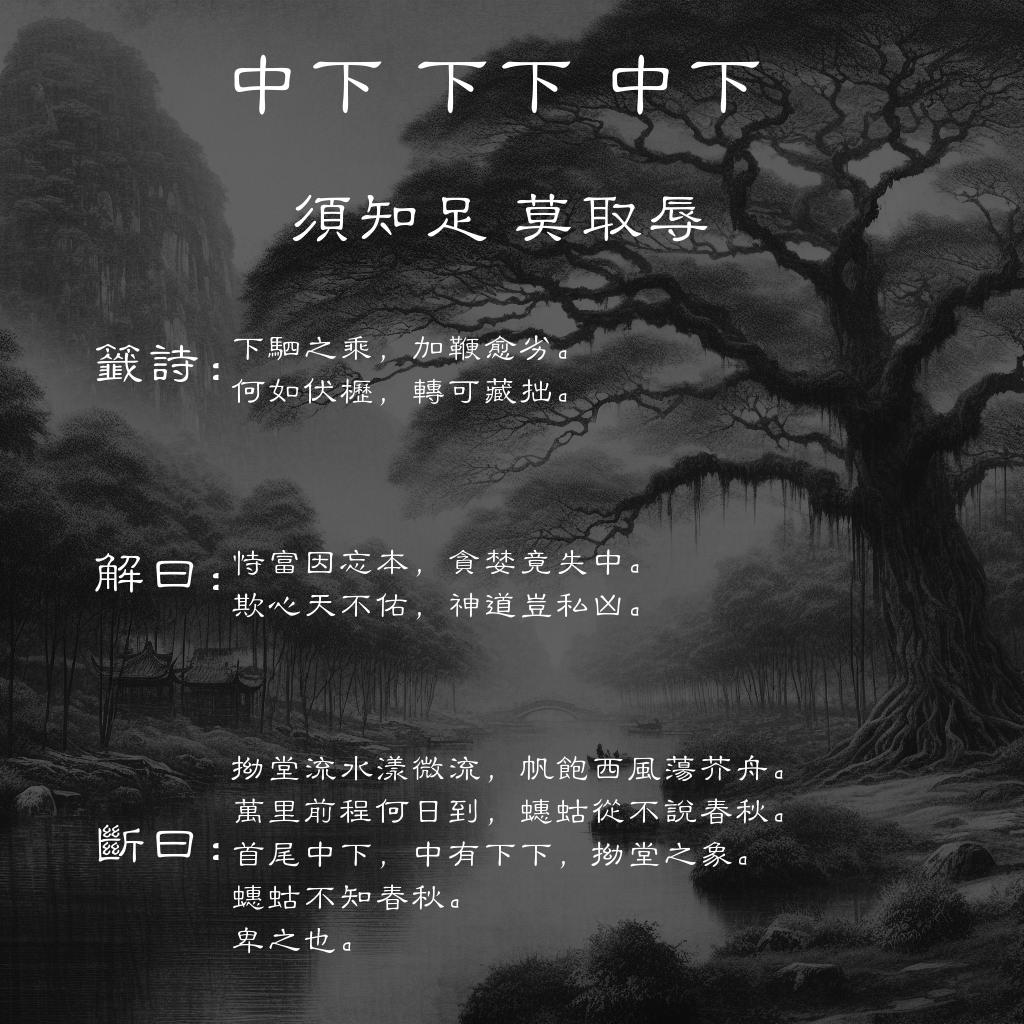 中下 下下 中下
須知足 莫取辱
籤詩：
下駟之乘，加鞭愈劣。
何如伏櫪，轉可藏拙。
解曰：
恃富因忘本，貪婪竟失中。
欺心天不佑，神道豈私凶。
斷曰：
拗堂流水漾微流，帆飽西風蕩芥舟。
萬里前程何日到，蟪蛄從不說春秋。
首尾中下，中有下下，拗堂之象。
蟪蛄不知春秋。
卑之也。